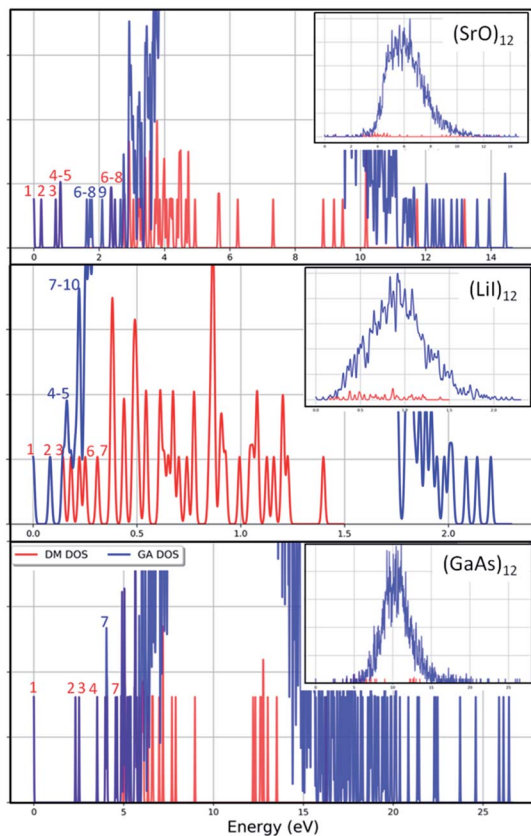 (SrO)12
4-5
6-8
1 2 3
6-8 9
0 2 4 6 8 10 12 14
7-10
(LiI)12
4-5
1 2 3 6 7
0.0 0.5 1.0 1.5 2.0
DM DOS GA DOS
(GaAs)12
7
1 2 3 4 7
0 5 10 15 20 25
Energy (eV)